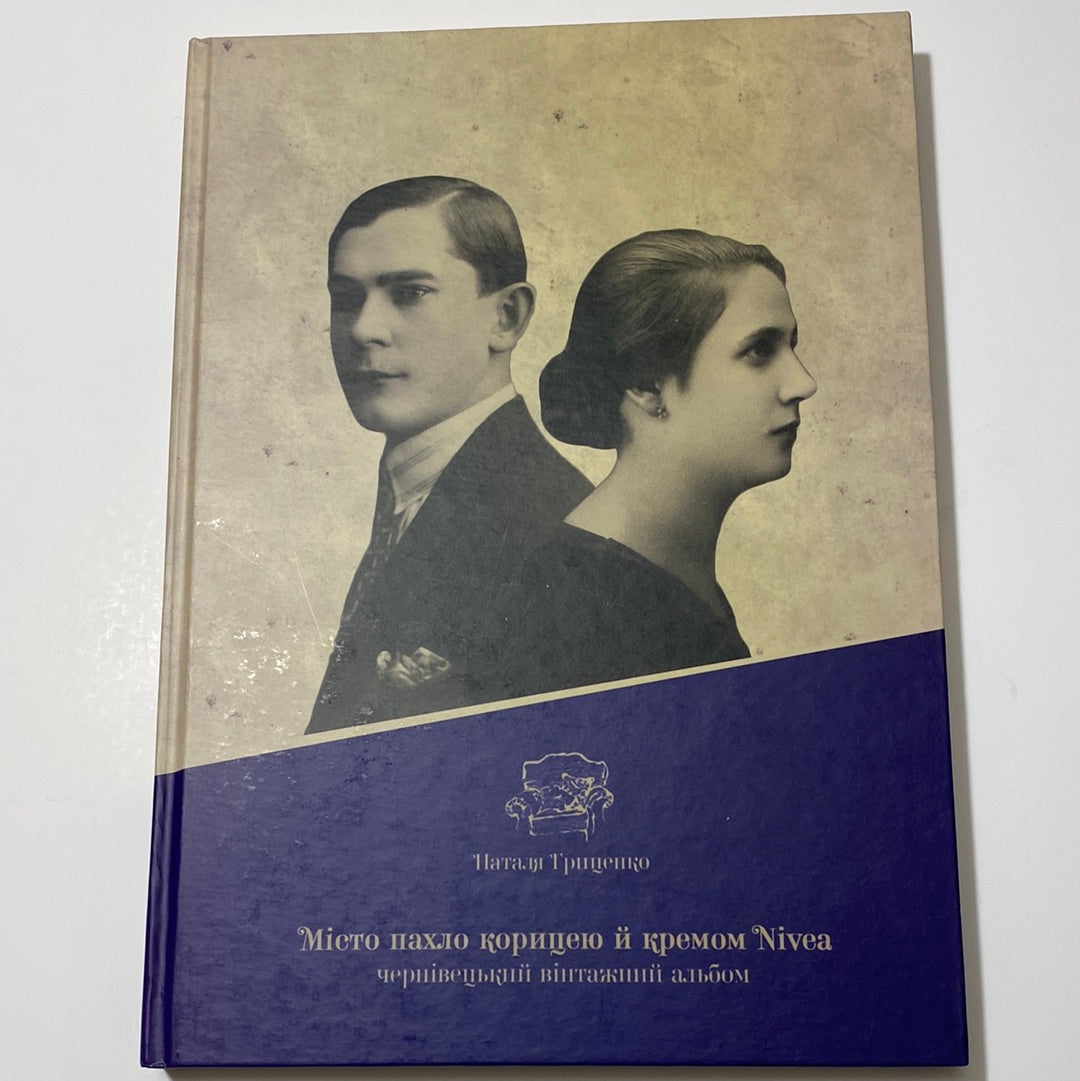 Наталя Гриценко
Місто пахло корицею й кремом Nivea
чернівецький вінтажний альбом